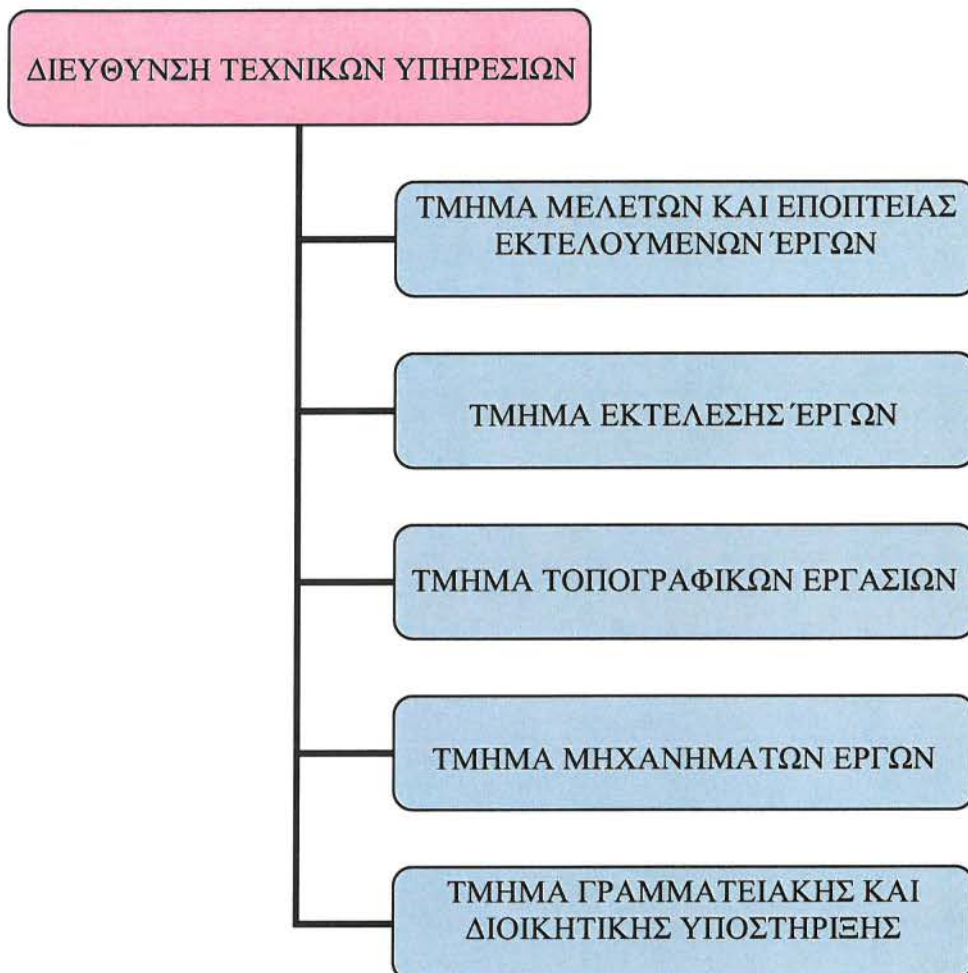 ΔΙΕΥΘΥΝΣΗ ΤΕΧΝΙΚΩΝ ΥΠΗΡΕΣΙΩΝ
ΤΜΗΜΑ ΜΕΛΕΤΩΝ ΚΑΙ ΕΠΟΠΤΕΙΑΣ
ΕΚΤΕΛΟΥΜΕΝΩΝ ΈΡΓΩΝ
ΤΜΗΜΑ ΕΚΤΕΛΕΣΗΣ ΈΡΓΩΝ
ΤΜΗΜΑ ΤΟΠΟΓΡΑΦΙΚΩΝ ΕΡΓΑΣΙΩΝ
ΤΜΗΜΑ ΜΗΧΑΝΗΜΑΤΩΝ ΕΡΓΩΝ
ΤΜΗΜΑ ΓΡΑΜΜΑΤΕΙΑΚΗΣ ΚΑΙ
ΔΙΟΙΚΗΤΙΚΗΣ ΥΠΟΣΤΗΡΙΞΗΣ